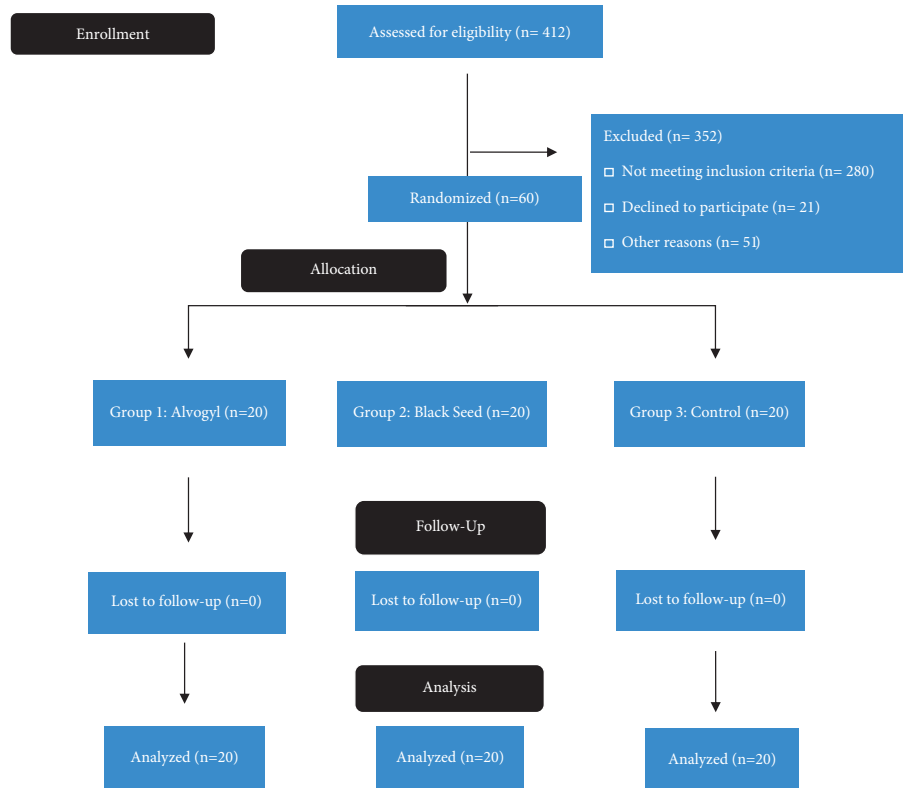 Enrollment
Assessed for eligibility (n= 412)
Excluded (n= 352)
Not meeting inclusion criteria (n= 280)
Declined to participate (n= 21)
Other reasons (n= 51)
Randomized (n=60)
Allocation
Group 1: Alvogyl (n=20)
Group 2: Black Seed (n=20)
Group 3: Control (n=20)
Follow-Up
Lost to follow-up (n=0)
Lost to follow-up (n=0)
Lost to follow-up (n=0)
Analysis
Analyzed (n=20)
Analyzed (n=20)
Analyzed (n=20)